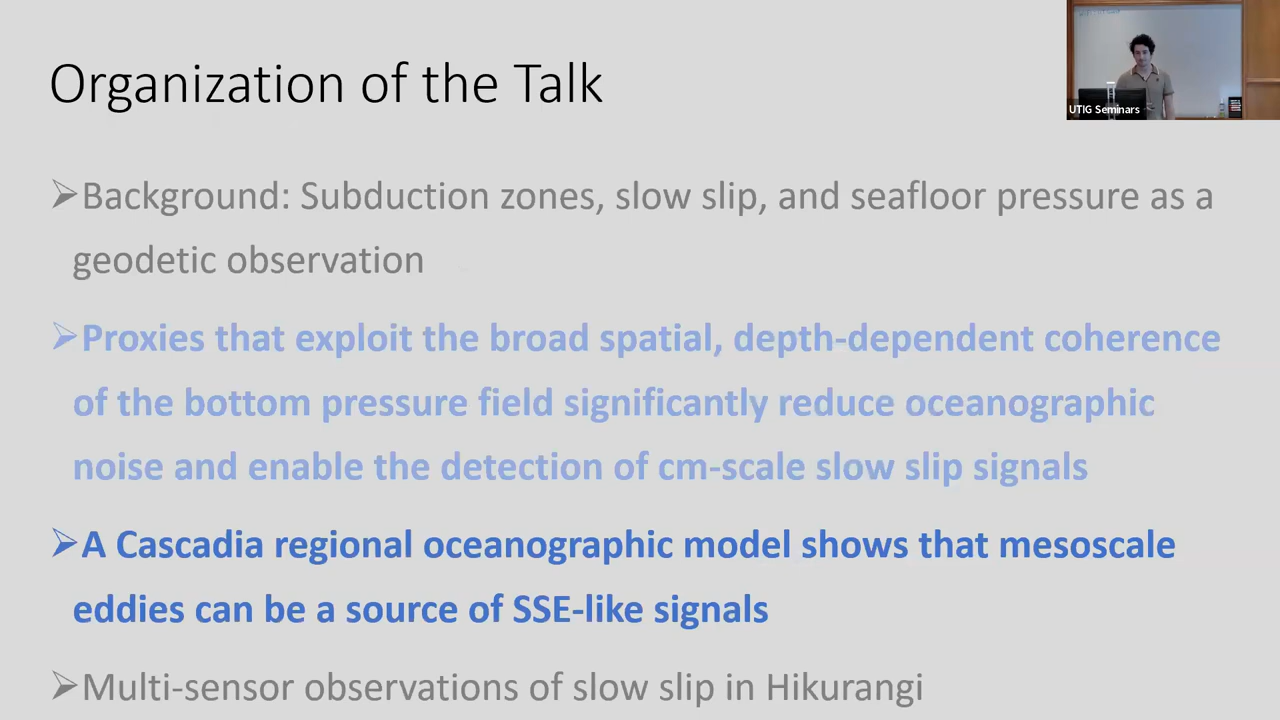 Organization of the Talk
UTIG Seminars
➢Background: Subduction zones, slow slip, and seafloor pressure as a
geodetic observation
➢Proxies that exploit the broad spatial, depth-dependent coherence
of the bottom pressure field significantly reduce oceanographic
noise and enable the detection of cm-scale slow slip signals
➢A Cascadia regional oceanographic model shows that mesoscale
eddies can be a source of SSE-like signals
➢Multi-sensor observations of slow slip in Hikurangi